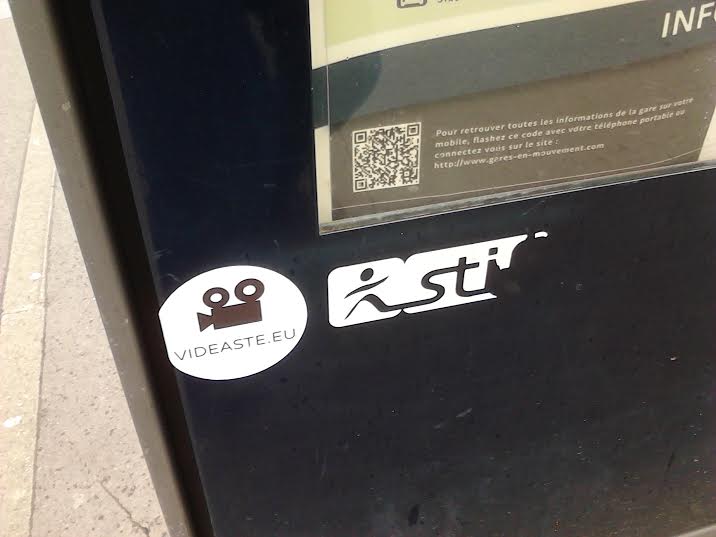 INF
Pour retrouver toutes les informations de la gare sur votre
mobile, flashez ce code avec votre téléphone portable ou
connectez vous sur le site :
http://www.gares-en-mouvement.com
VIDEASTE.EU